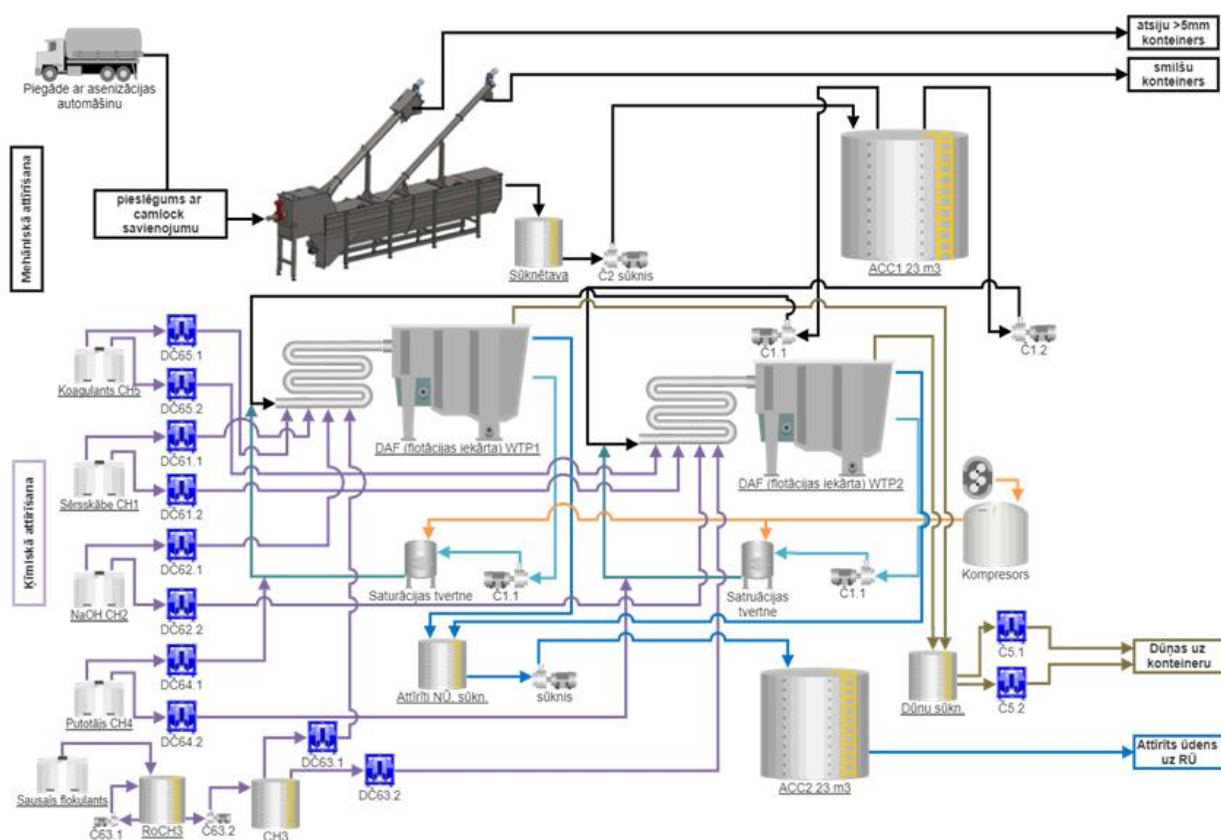 atsiju >5mm
konteiners
smilšu
konteiners
Piegāde ar asenizācijas
automāšinu
Mehāniskā attīrīšana
pieslēgums ar
camlock
savienojumu
Sūknētava
Č2 sūknis
ACC1 23 m3
Č1.1
Č1.2
Koagulants CH5
DČ65.1
DČ65.2
DAF (flotācijas iekārta) WTP1
DAF (flotācijas iekārta) WTP2
Ķīmiskā attīrīšana
Sērsskābe CH1
DČ61.1
DČ61.2
NaOH CH2
DČ62.1
DČ62.2
Saturācijas tvertne
Č1.1
Satruācijas
tvertne
Č1.1
Kompresors
Putotājs CH4
DČ64.1
DČ64.2
Attīrīti NŪ, sūkn.
sūknis
Dūņu sūkn.
Č5.1
Č5.2
Dūņas uz
konteineru
Attīrīts ūdens
uz RŪ
ACC2 23 m3
Sausais flokulants
Č63.1
RoCH3
Č63.2
CH3
DČ63.1
DČ63.2